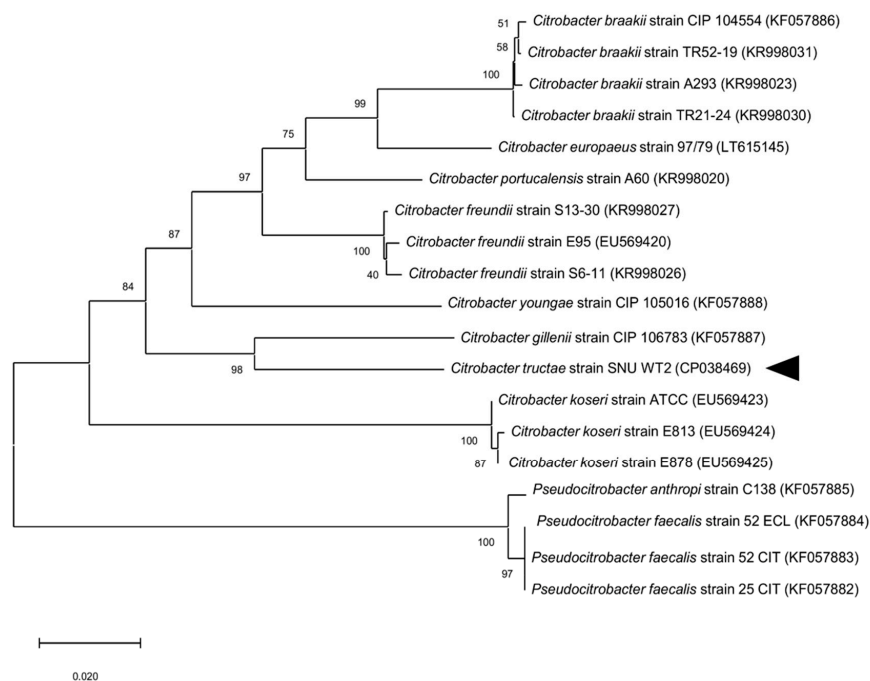 51
Citrobacter braakii strain CIP 104554 (KF057886)
58
Citrobacter braakii strain TR52-19 (KR998031)
100
Citrobacter braakii strain A293 (KR998023)
99
Citrobacter braakii strain TR21-24 (KR998030)
75
Citrobacter europaeus strain 97/79 (LT615145)
97
Citrobacter portucalensis strain A60 (KR998020)
Citrobacter freundii strain S13-30 (KR998027)
87
Citrobacter freundii strain E95 (EU569420)
100
Citrobacter freundii strain S6-11 (KR998026)
40
84
Citrobacter youngae strain CIP 105016 (KF057888)
Citrobacter gillenii strain CIP 106783 (KF057887)
98
Citrobacter tructae strain SNU WT2 (CP038469)
Citrobacter koseri strain ATCC (EU569423)
100
Citrobacter koseri strain E813 (EU569424)
87
Citrobacter koseri strain E878 (EU569425)
Pseudocitrobacter anthropi strain C138 (KF057885)
Pseudocitrobacter faecalis strain 52 ECL (KF057884)
100
Pseudocitrobacter faecalis strain 52 CIT (KF057883)
97
Pseudocitrobacter faecalis strain 25 CIT (KF057882)
0.020